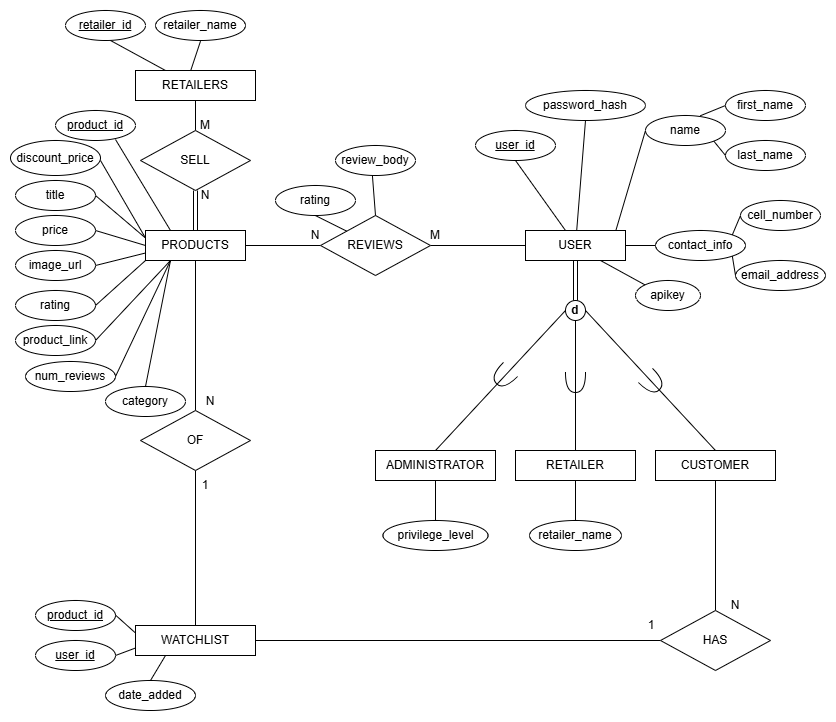 retailer_id
retailer_name
RETAILERS
M
SELL
N
product_id
discount_price
title
price
image_url
rating
product_link
num_reviews
category
PRODUCTS
N
REVIEWS
M
rating
review_body
USER
user_id
password_hash
name
first_name
last_name
contact_info
cell_number
email_address
apikey
d
ADMINISTRATOR
RETAILER
CUSTOMER
privilege_level
retailer_name
N
OF
1
WATCHLIST
product_id
user_id
date_added
1
HAS
N